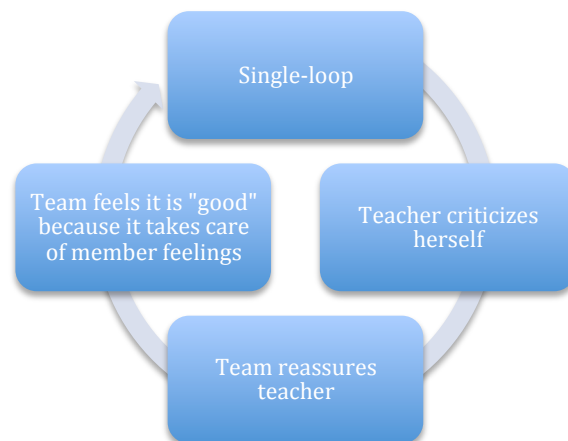 Single-loop
Teacher criticizes
herself
Team reassures
teacher
Team feels it is "good"
because it takes care
of member feelings